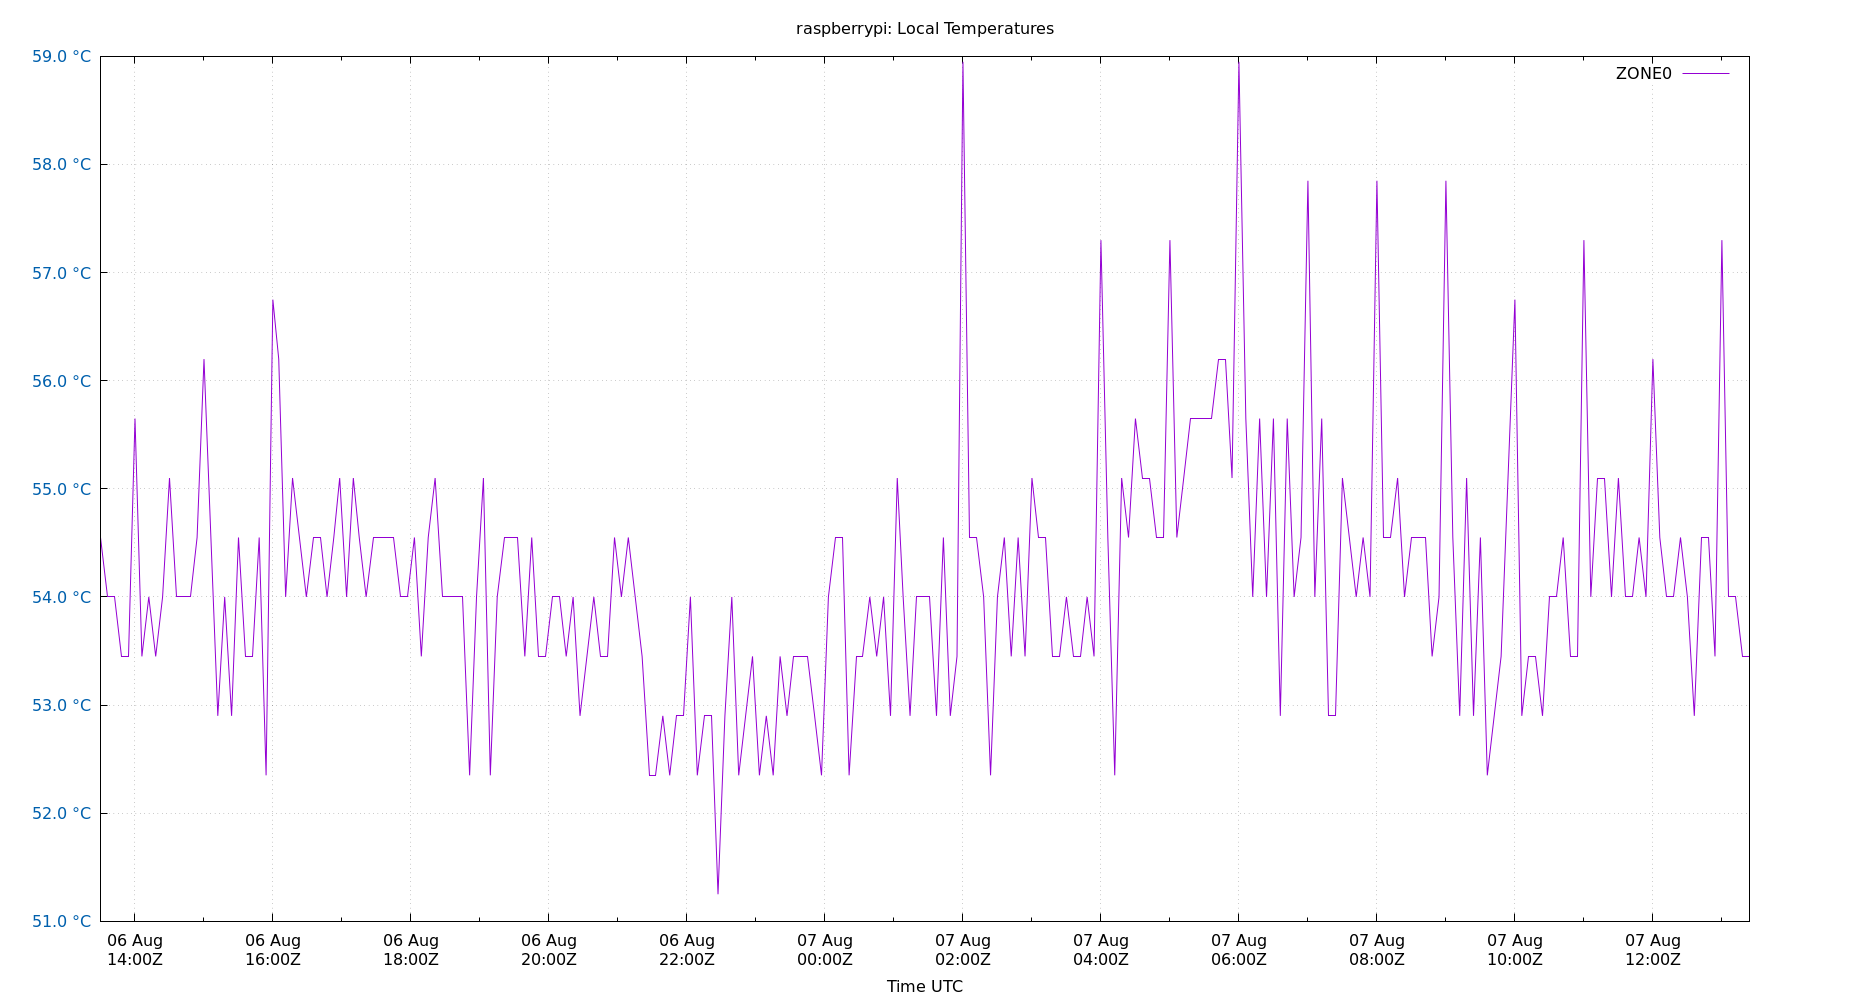 raspberrypi: Local Temperatures
59.0 °C
ZONE0
58.0 °C
57.0 °C
56.0 °C
55.0 °C
54.0 °C
53.0 °C
52.0 °C
51.0 °C
06 Aug 06 Aug 06 Aug 06 Aug 06 Aug 07 Aug 07 Aug 07 Aug 07 Aug 07 Aug 07 Aug 07 Aug
14:00Z 16:00Z 18:00Z 20:00Z 22:00Z 00:00Z 02:00Z 04:00Z 06:00Z 08:00Z 10:00Z 12:00Z
Time UTC